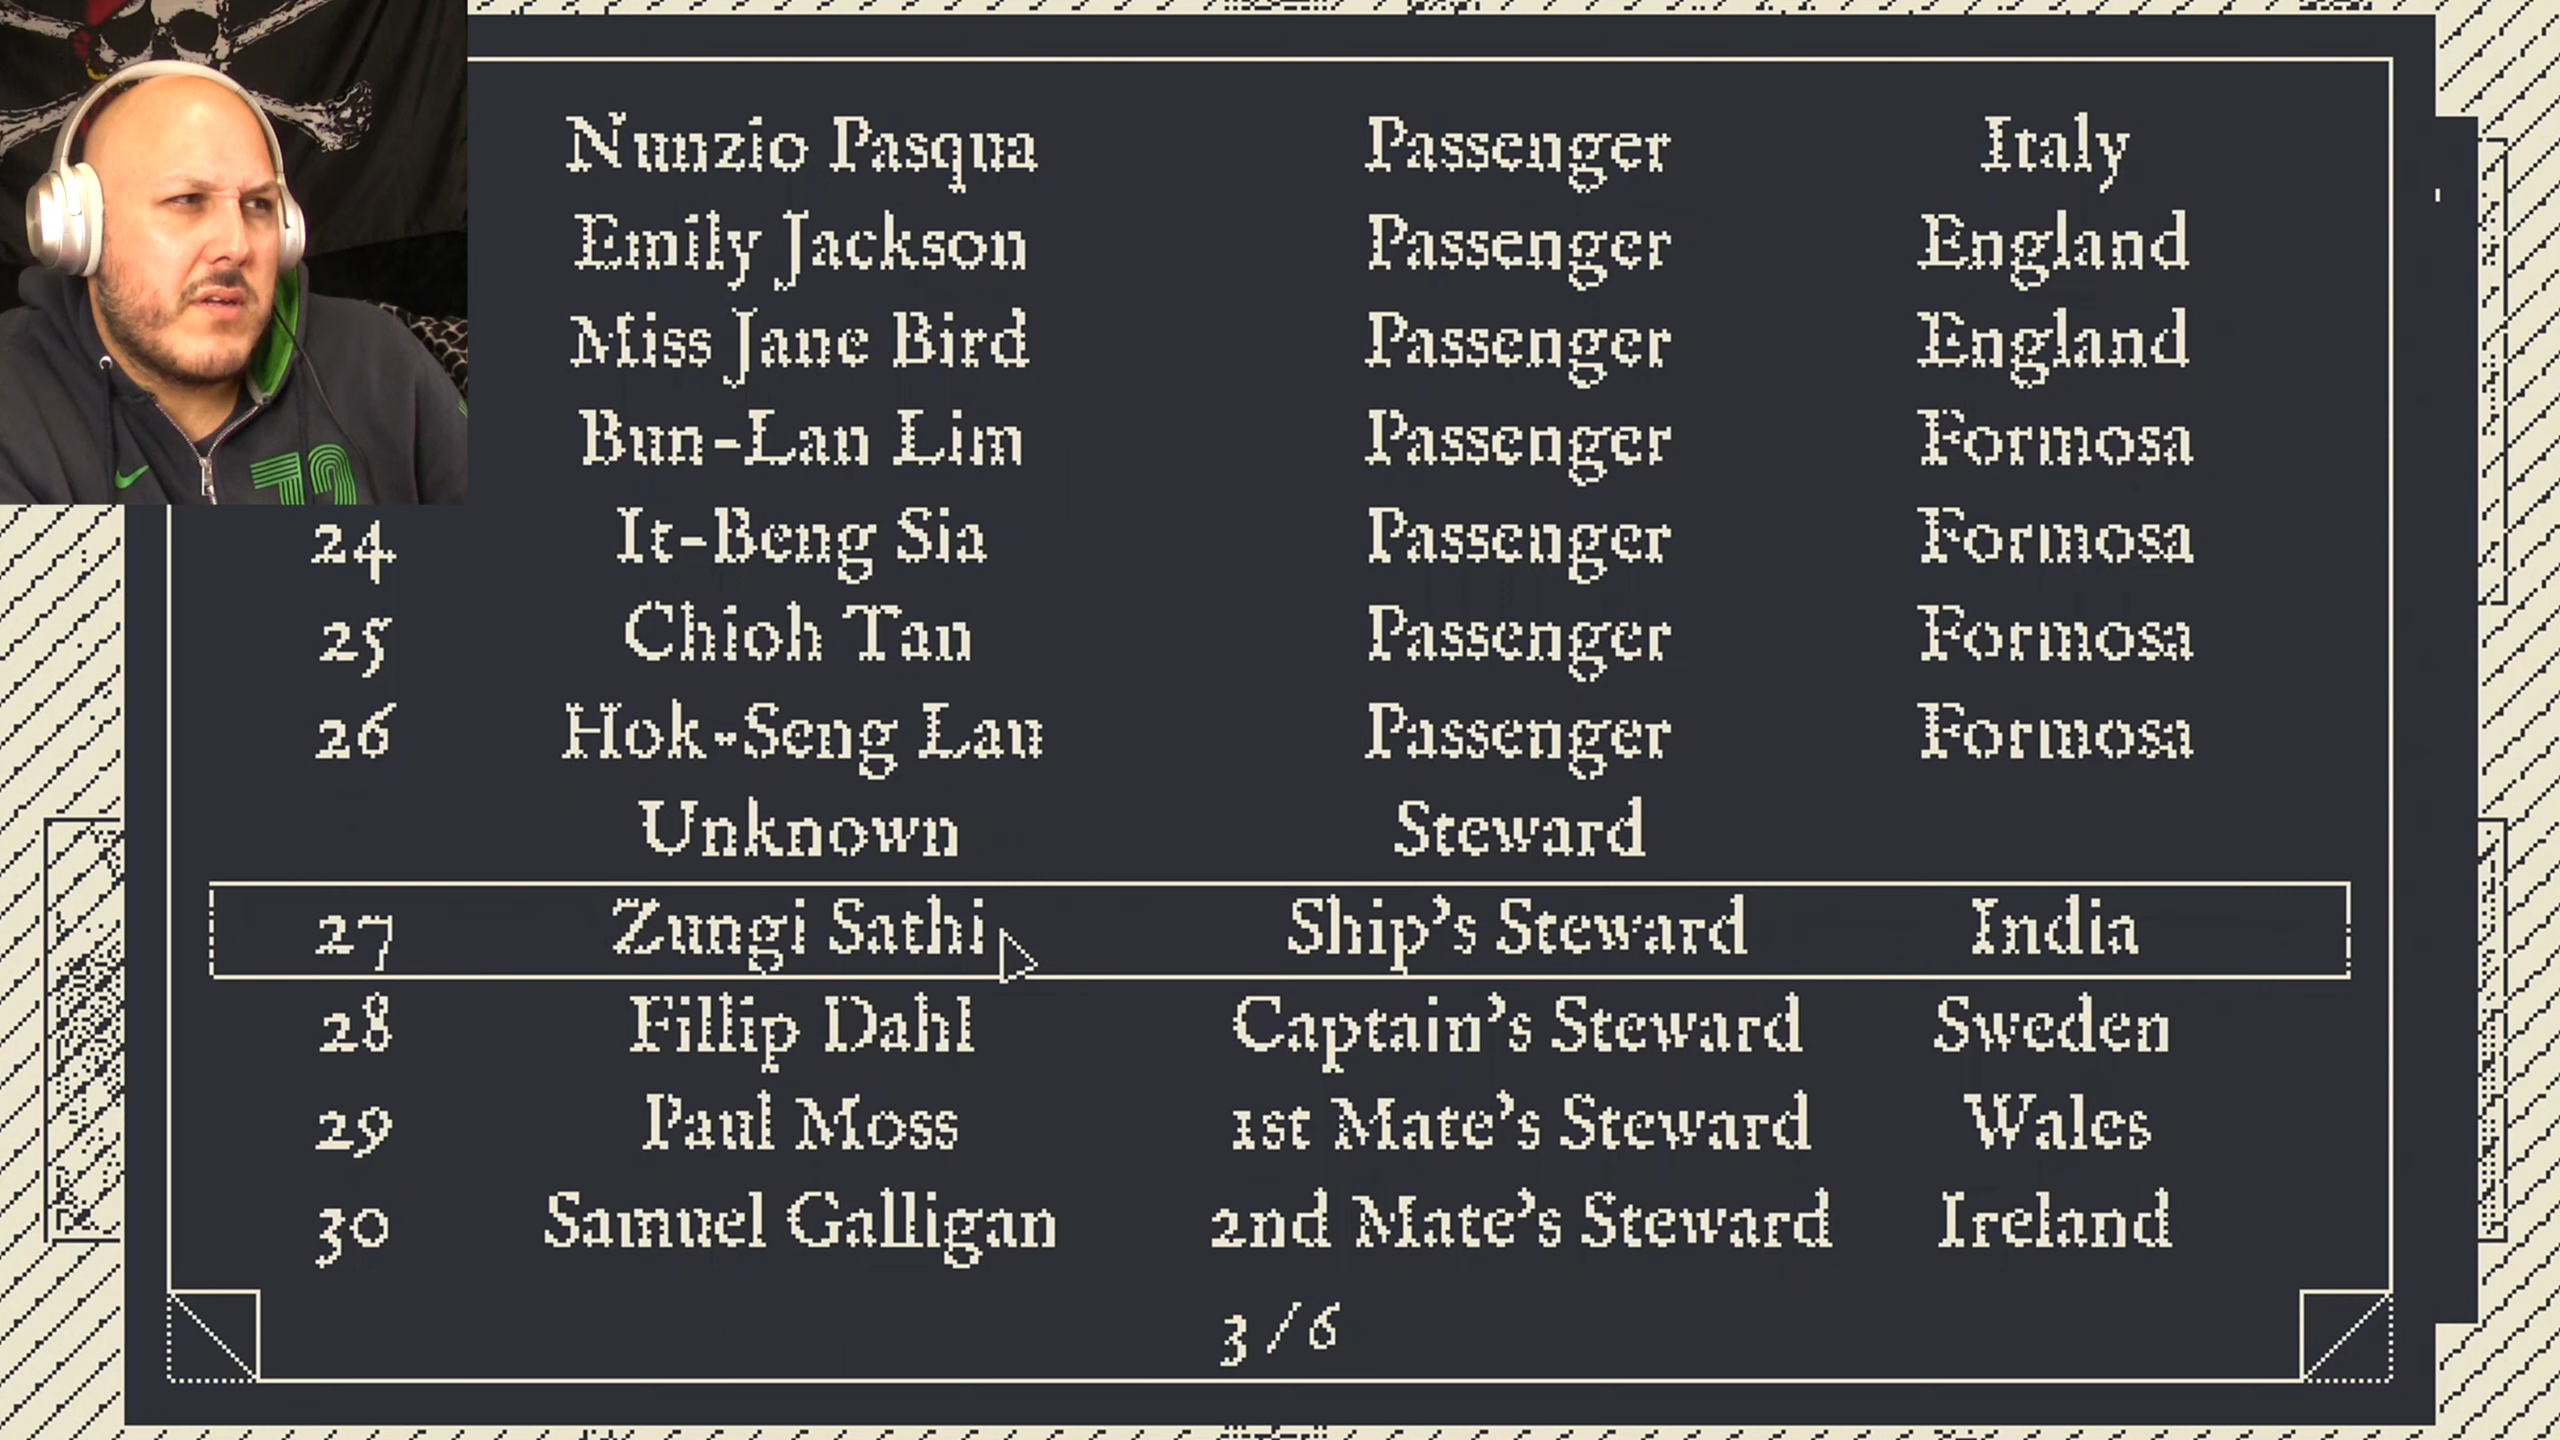 Nunzio Pasqua Passenger Italy
Emily Jackson Passenger England
Miss Jane Bird Passenger England
Bun-Lan Lim Passenger Formosa
24 It-Beng Sia Passenger Formosa
25 Chioh Tan Passenger Formosa
26 Hok-Seng Lau Passenger Formosa
Unknown Steward
27 Zungi Sathi Ship's Steward India
28 Fillip Dahl Captain's Steward Sweden
29 Paul Moss 1st Mate's Steward Wales
30 Samuel Galligan 2nd Mate's Steward Ireland
3/6